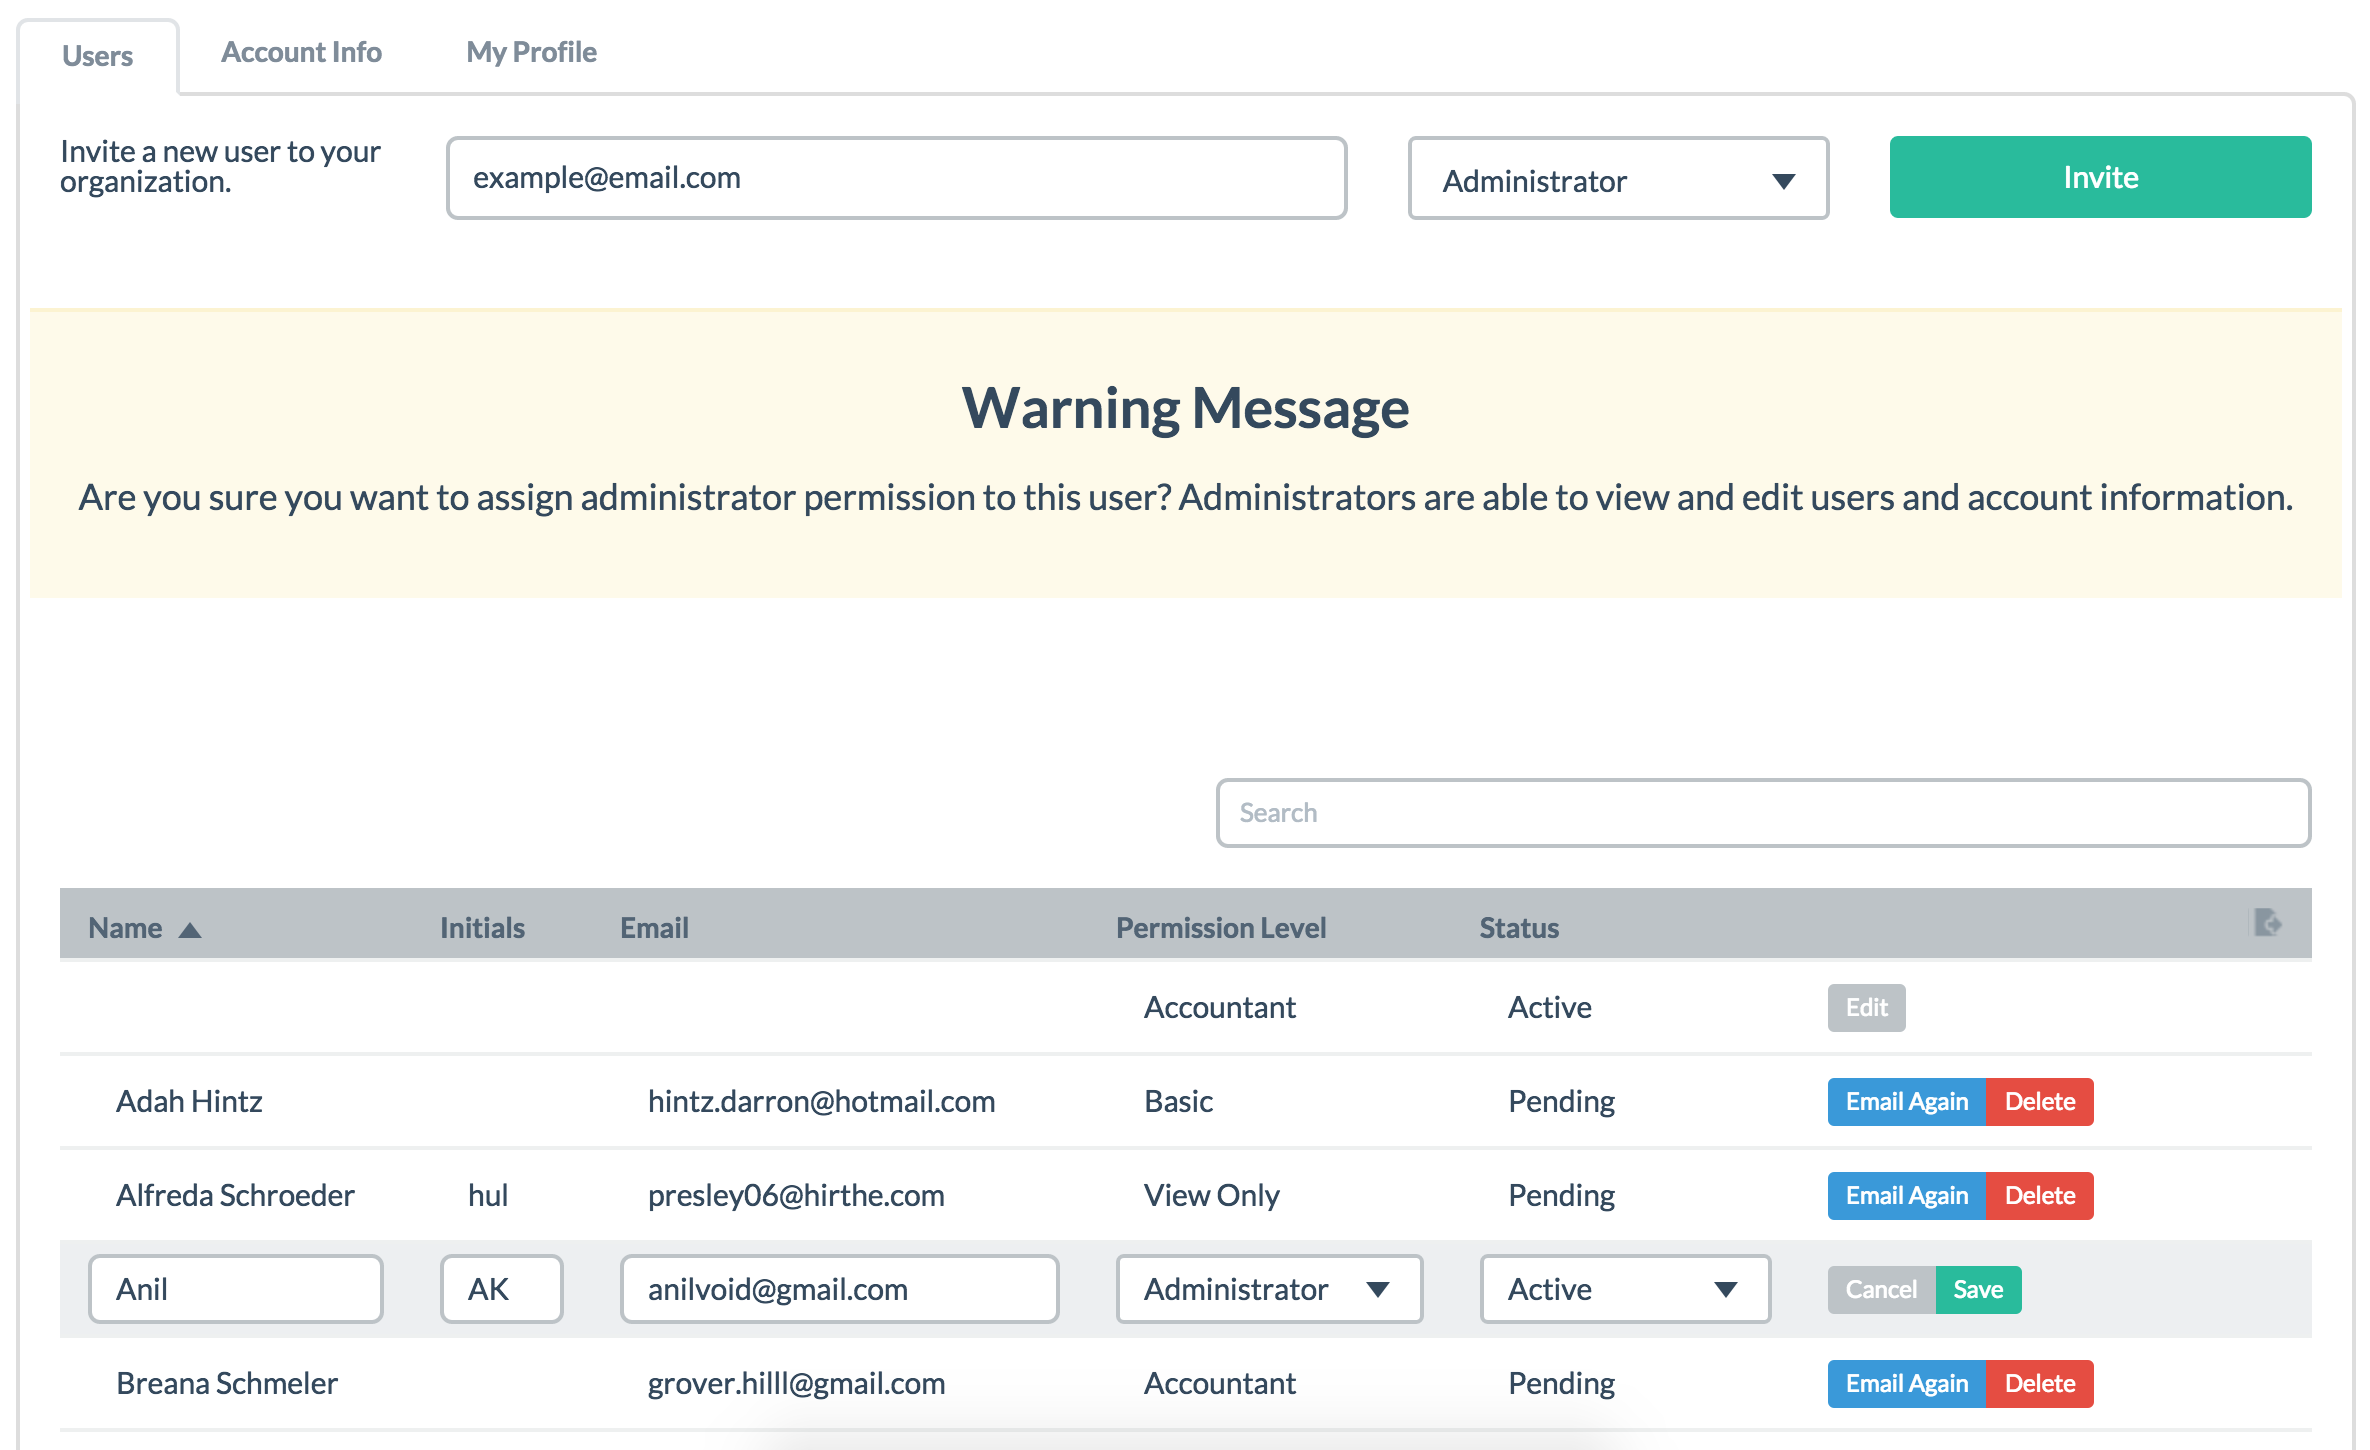 Users Account Info My Profile
Invite a new user to your
organization.
example@email.com Administrator Invite
Warning Message
Are you sure you want to assign administrator permission to this user? Administrators are able to view and edit users and account information.
Search
Name Initials Email Permission Level Status
Accountant Active Edit
Adah Hintz hintz.darron@hotmail.com Basic Pending Email Again Delete
Alfreda Schroeder hul presley06@hirthe.com View Only Pending Email Again Delete
Anil AK anilvoid@gmail.com Administrator Active Cancel Save
Breana Schmeler grover.hilll@gmail.com Accountant Pending Email Again Delete